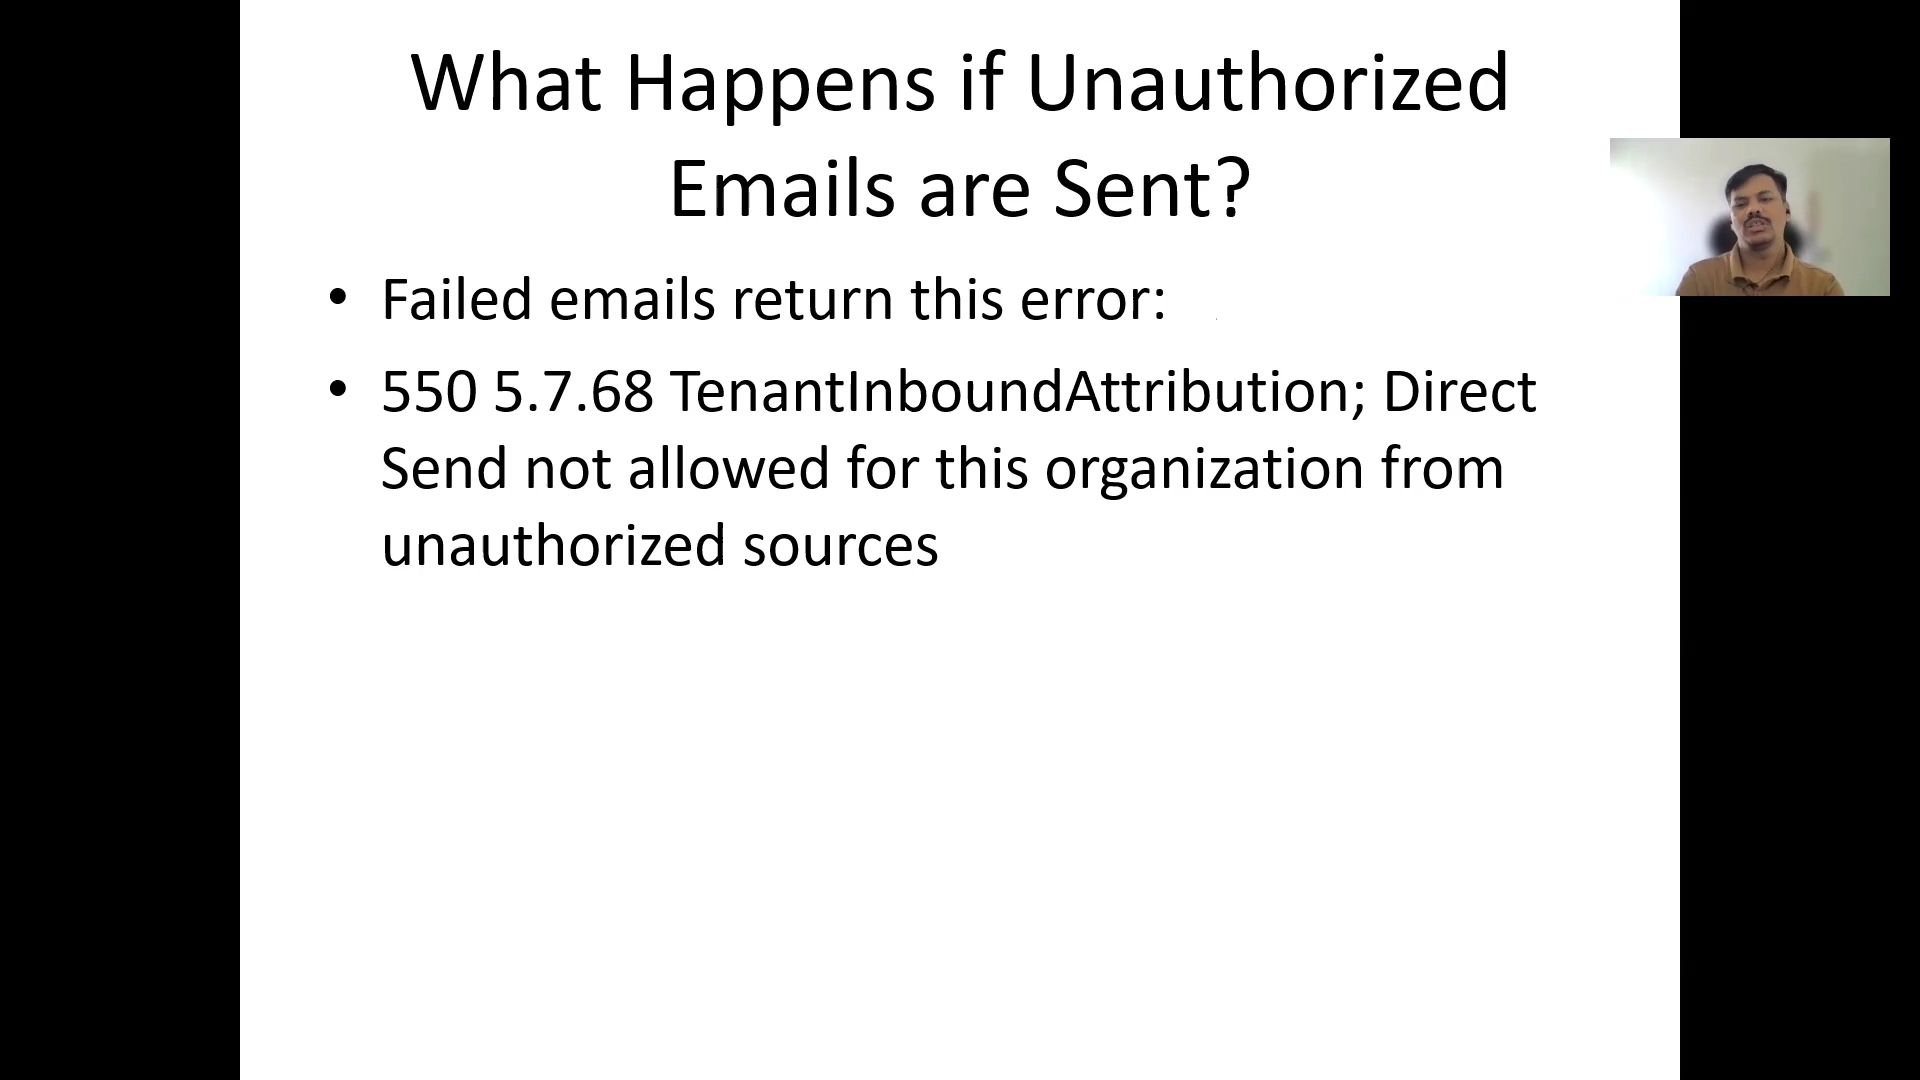 What Happens if Unauthorized
Emails are Sent?
• Failed emails return this error:
• 550 5.7.68 TenantInboundAttribution; Direct
Send not allowed for this organization from
unauthorized sources